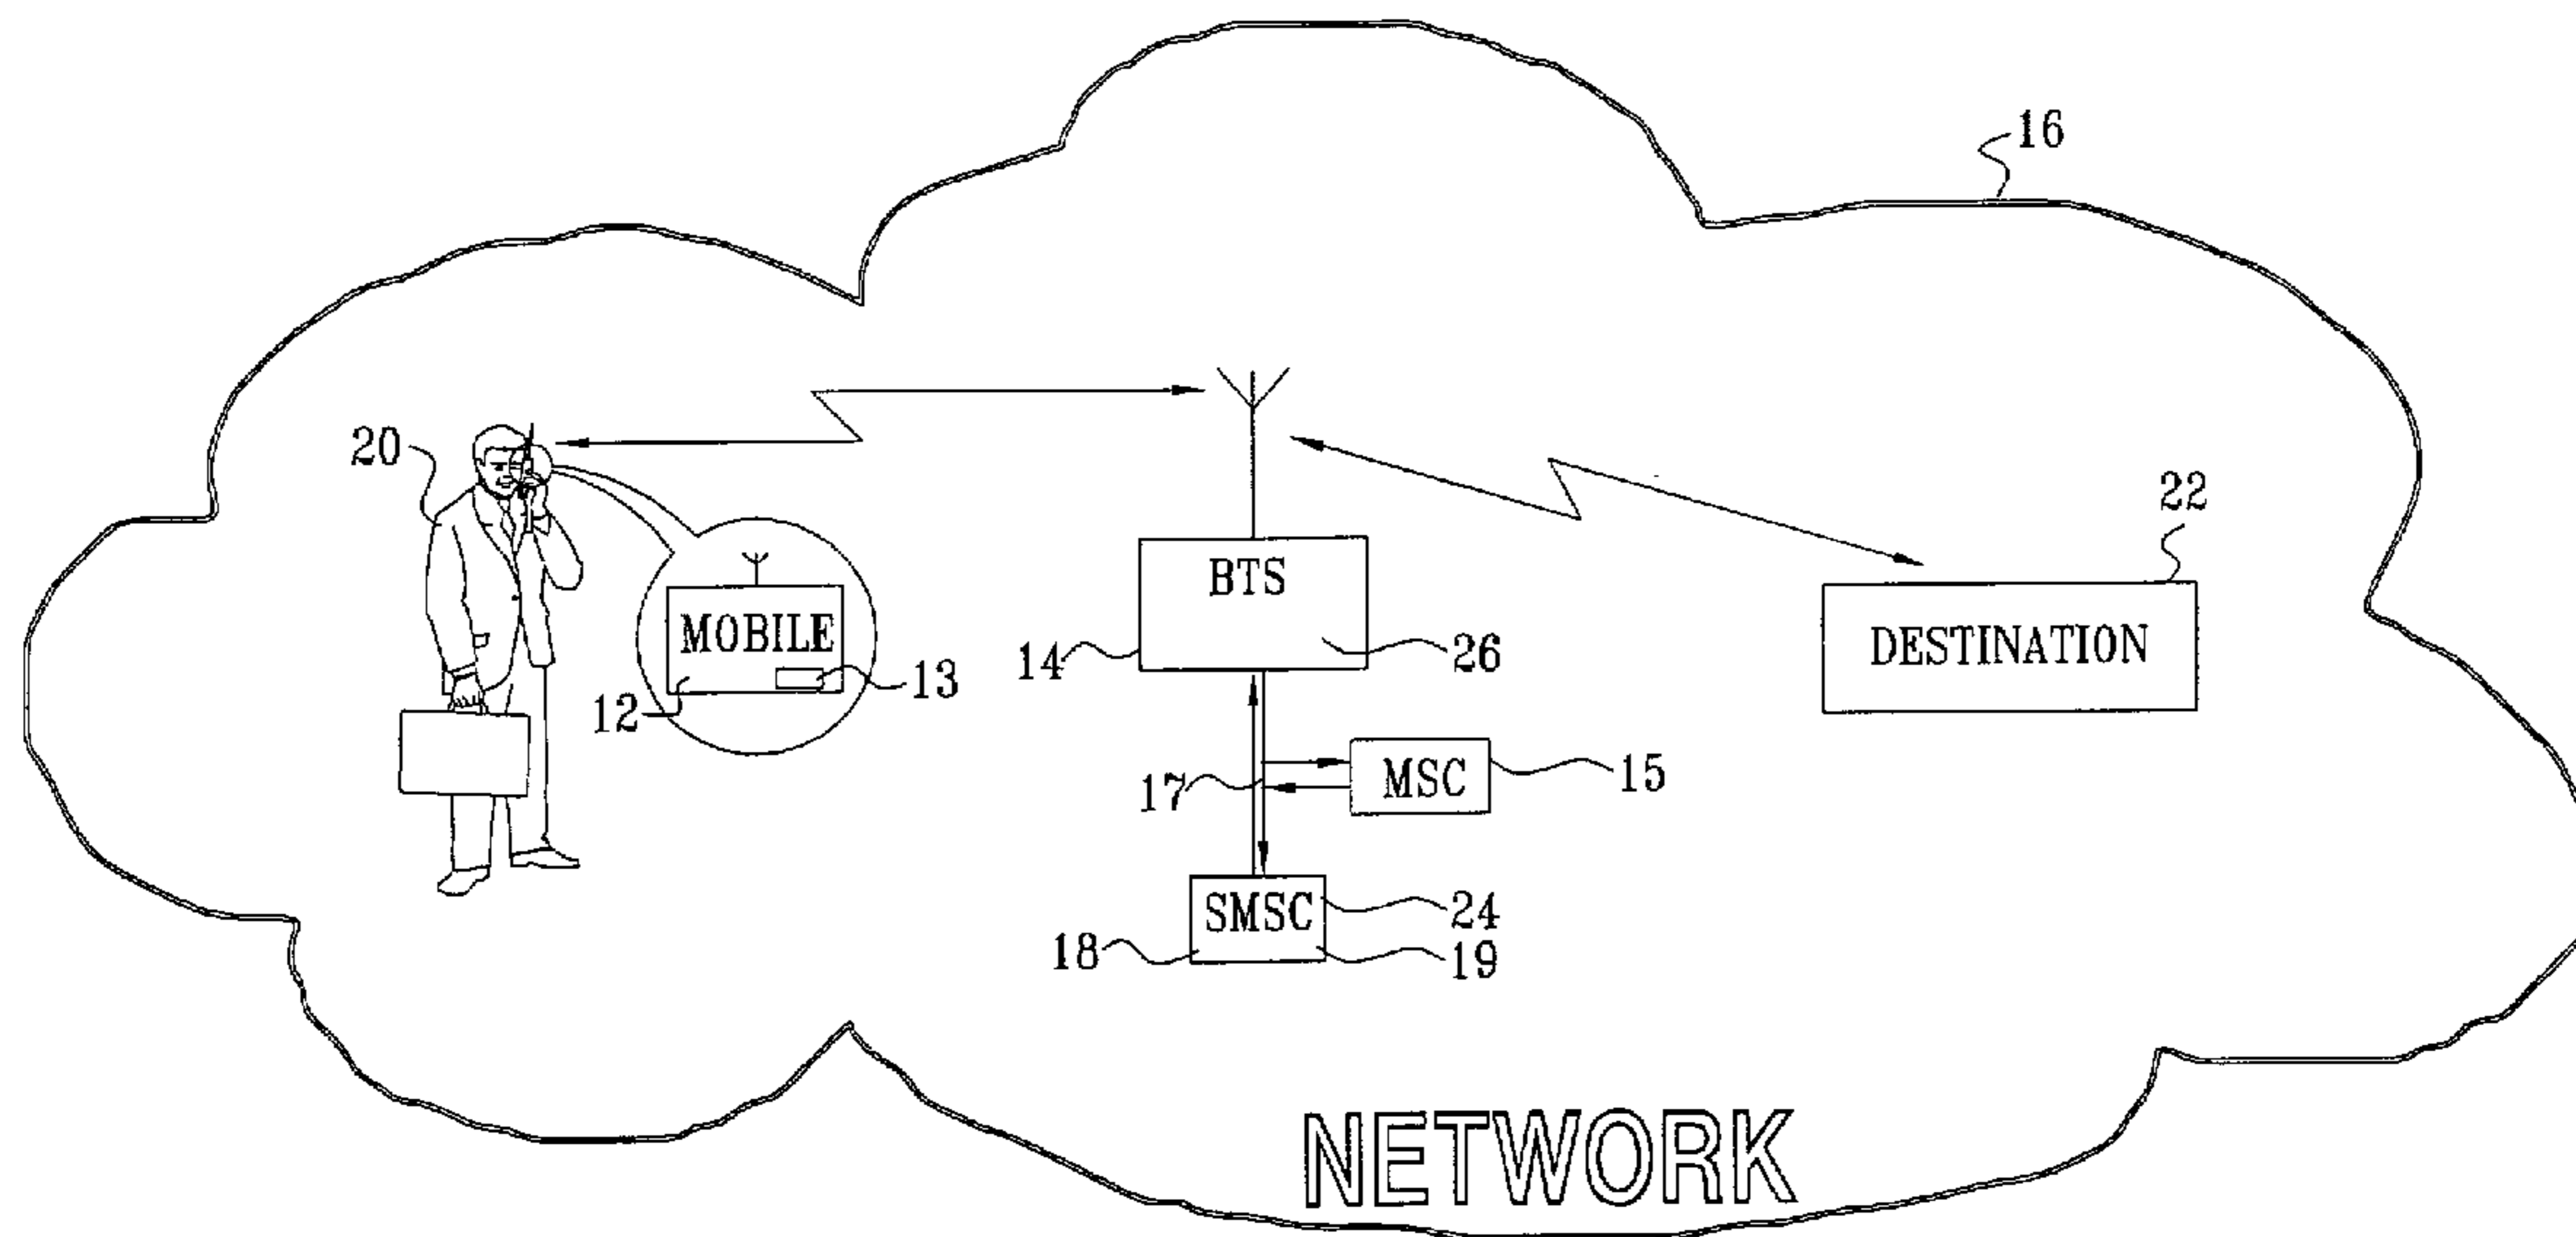 16
20
22
BTS
MOBILE
14
26
DESTINATION
12
13
17
MSC
15
SMSC
24
18
19
NETWORK